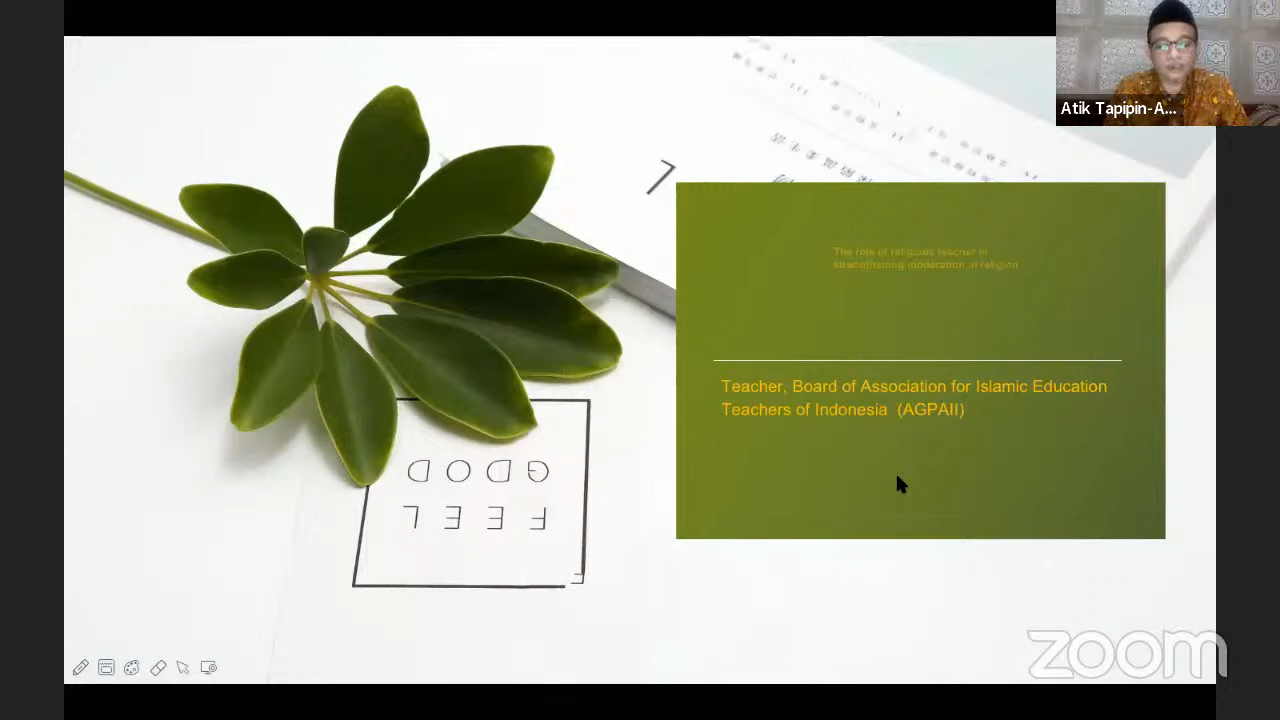 Atik Tapipin-A...
The role of religious teacher in
strengthening moderation in religion
Teacher, Board of Association for Islamic Education
Teachers of Indonesia (AGPAII)
FEEL
GOOD
zoom